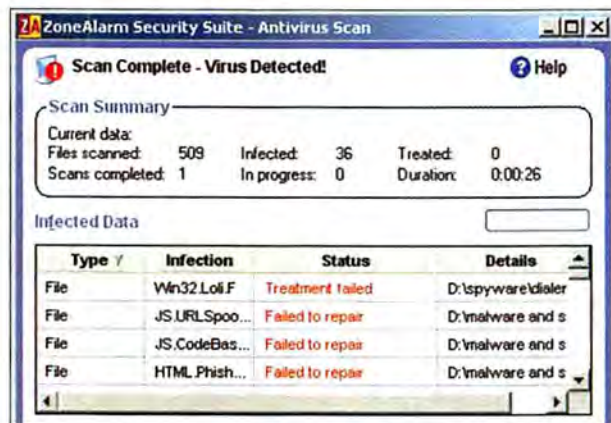 ZA ZoneAlarm Security Suite - Antivirus Scan
Scan Complete - Virus Detected!
? Help
Scan Summary
Current data:
Files scanned: 509 Infected: 36 Treated: 0
Scans completed: 1 In progress: 0 Duration: 0:00:26
Infected Data
Type Infection Status Details
File Win32.Loli.F Treatment failed D:\spyware\dialer
File JS.URLSpoo... Failed to repair D:\malware and s
File JS.CodeBas... Failed to repair D:\malware and s
File HTML.Phish... Failed to repair D:\malware and s